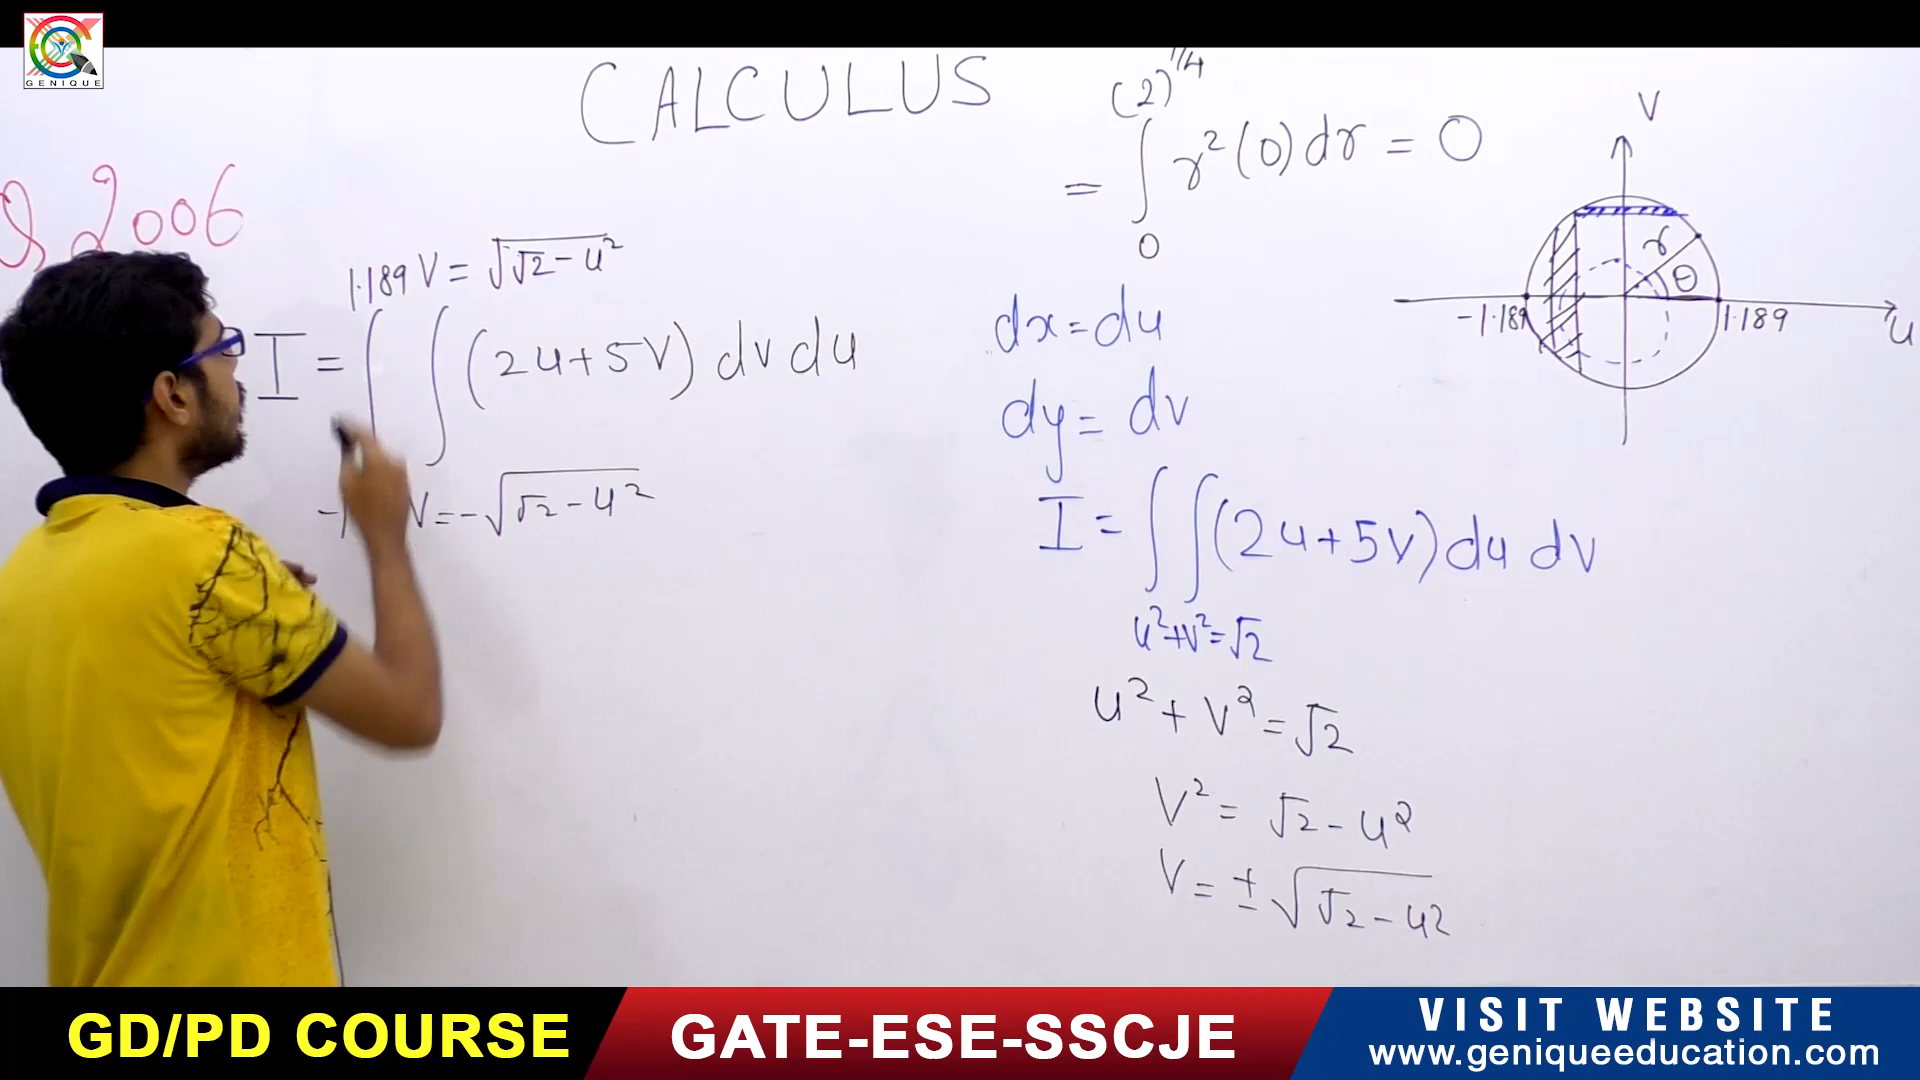 GENIQUE
CALCULUS
2006
1.189 V = √(√2 - u²)
I = ∫ ∫ (2u+5v) dv du
V = -√(√2 - u²)
(2)^1/4
= ∫ r² (0) dr = 0
0
V
r
θ
-1.189
1.189
u
dx = du
dy = dv
I = ∫ ∫ (2u+5v) du dv
u²+v²=√2
u² + v² = √2
v² = √2 - u²
v = ± √(√2 - u²)
GD/PD COURSE
GATE-ESE-SSCJE
VISIT WEBSITE
www.geniqueeducation.com